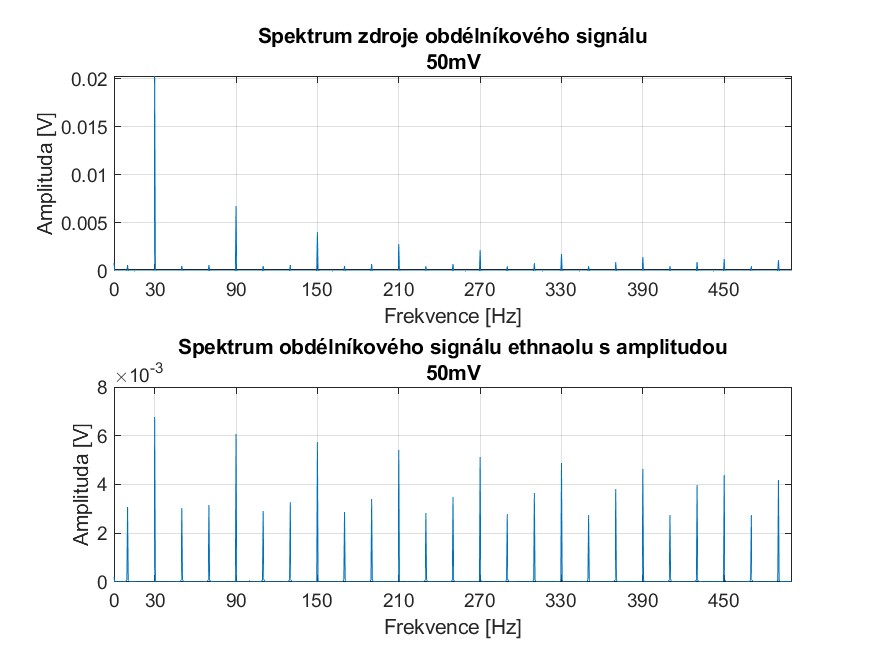 Spektrum zdroje obdélníkového signálu
50mV
Amplituda [V]
0.02
0.015
0.01
0.005
0
0 30 90 150 210 270 330 390 450
Frekvence [Hz]
Spektrum obdélníkového signálu ethnaolu s amplitudou
50mV
×10-3
Amplituda [V]
8
6
4
2
0
0 30 90 150 210 270 330 390 450
Frekvence [Hz]